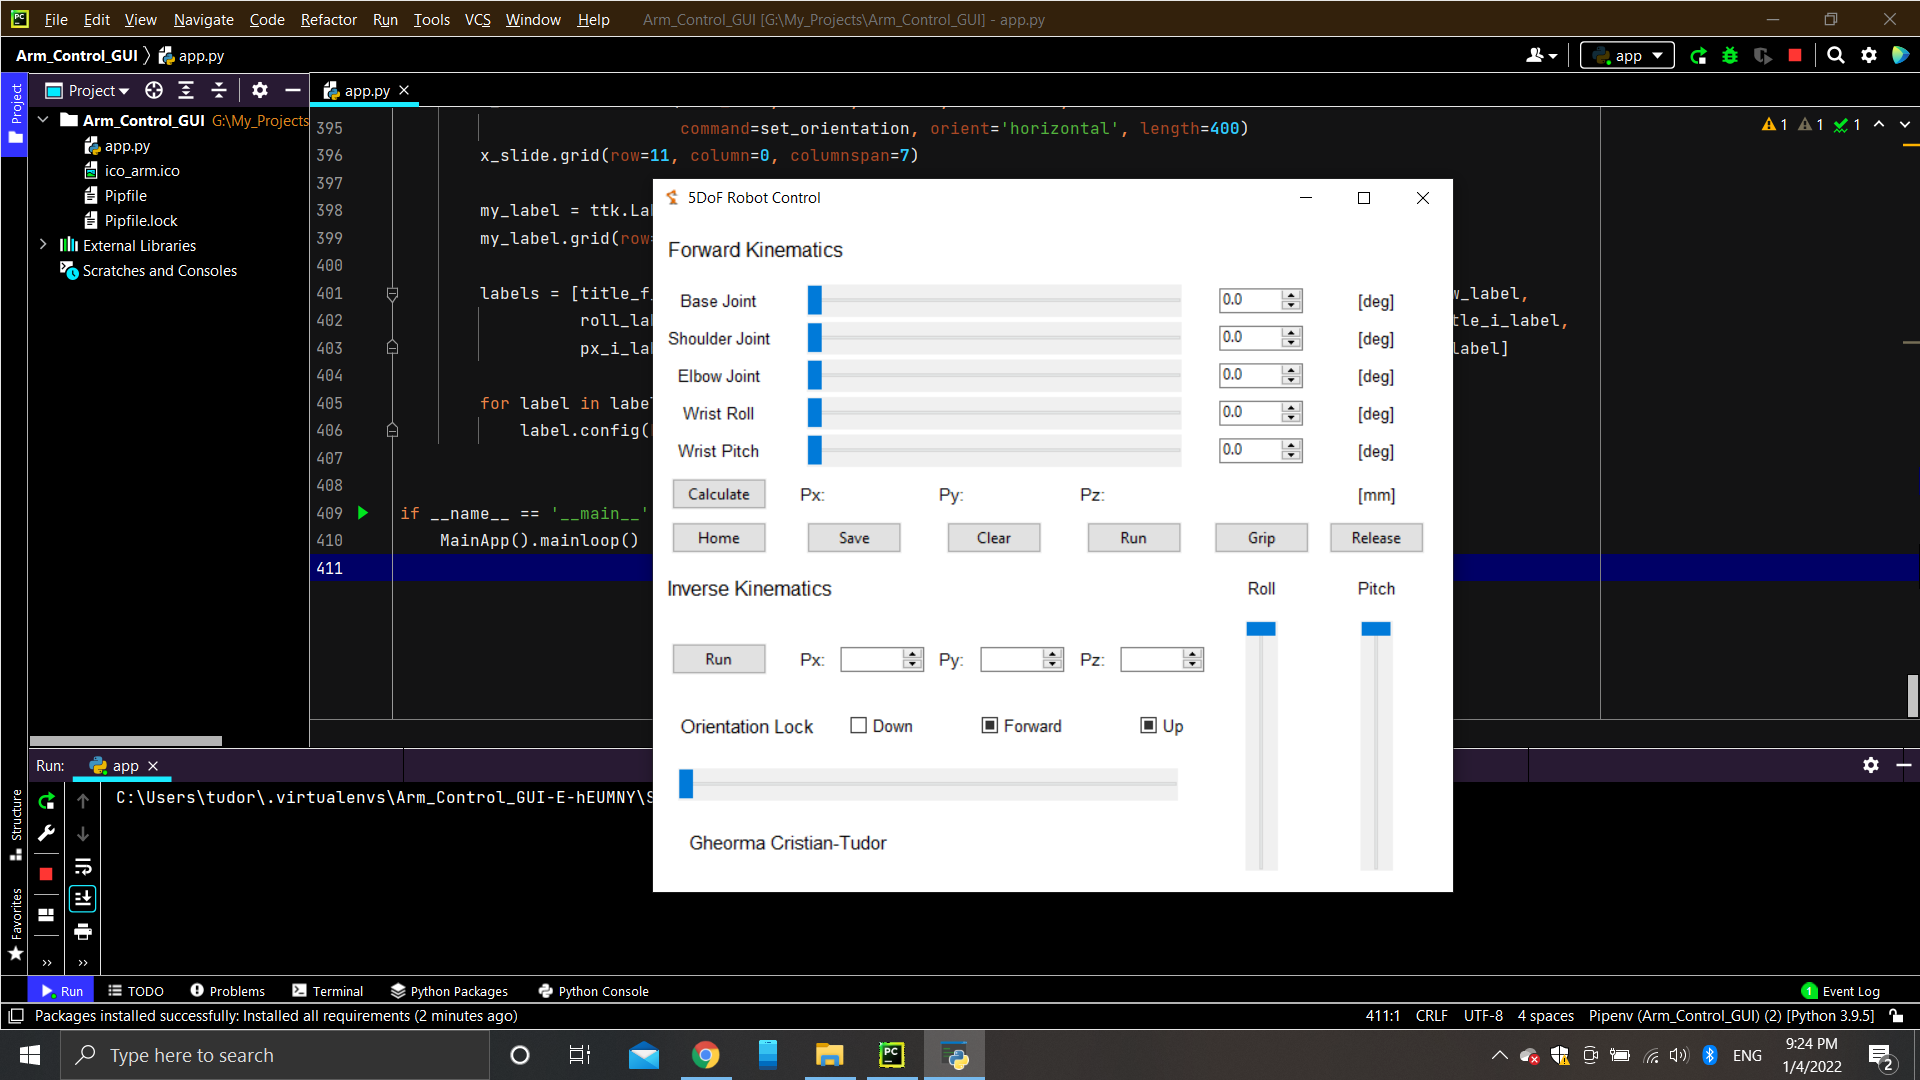 File Edit View Navigate Code Refactor Run Tools VCS Window Help Arm_Control_GUI [G:\My_Projects\Arm_Control_GUI] - app.py
Arm_Control_GUI app.py app
Project
Project app.py
Arm_Control_GUI G:\My_Projects
app.py
ico_arm.ico
Pipfile
Pipfile.lock
External Libraries
Scratches and Consoles
1 1 1
395 command=set_orientation, orient='horizontal', length=400)
396 x_slide.grid(row=11, column=0, columnspan=7)
397
398 my_label = ttk.La
399 my_label.grid(row
400
401 labels = [title_f_ w_label,
402 roll_la tle_i_label,
403 px_i_la label]
404
405 for label in labe
406 label.config(
407
408
409 if __name__ == '__main__'
410 MainApp().mainloop()
411
5DoF Robot Control
Forward Kinematics
Base Joint 0.0 [deg]
Shoulder Joint 0.0 [deg]
Elbow Joint 0.0 [deg]
Wrist Roll 0.0 [deg]
Wrist Pitch 0.0 [deg]
Calculate Px: Py: Pz: [mm]
Home Save Clear Run Grip Release
Inverse Kinematics Roll Pitch
Run Px: Py: Pz:
Orientation Lock Down Forward Up
Gheorma Cristian-Tudor
Run: app
C:\Users\tudor\.virtualenvs\Arm_Control_GUI-E-hEUMNY\S
Structure
Favorites
Run TODO Problems Terminal Python Packages Python Console 1 Event Log
Packages installed successfully: Installed all requirements (2 minutes ago) 411:1 CRLF UTF-8 4 spaces Pipenv (Arm_Control_GUI) (2) [Python 3.9.5]
Type here to search PC ENG 9:24 PM
1/4/2022 2